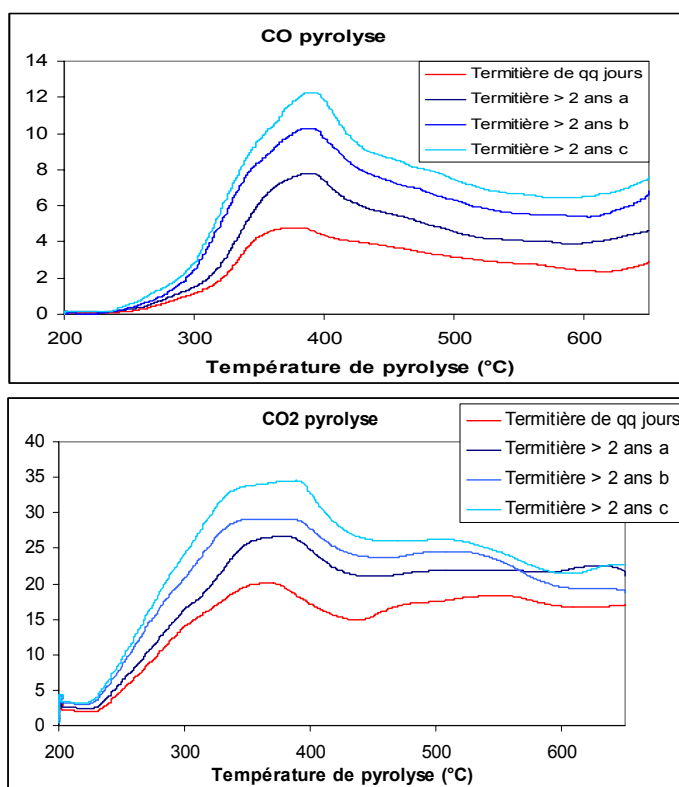 CO pyrolyse
14
12
10
8
6
4
2
0
200 300 400 500 600
Température de pyrolyse (°C)
Termitière de qq jours
Termitière > 2 ans a
Termitière > 2 ans b
Termitière > 2 ans c
CO2 pyrolyse
40
35
30
25
20
15
10
5
0
200 300 400 500 600
Température de pyrolyse (°C)
Termitière de qq jours
Termitière > 2 ans a
Termitière > 2 ans b
Termitière > 2 ans c